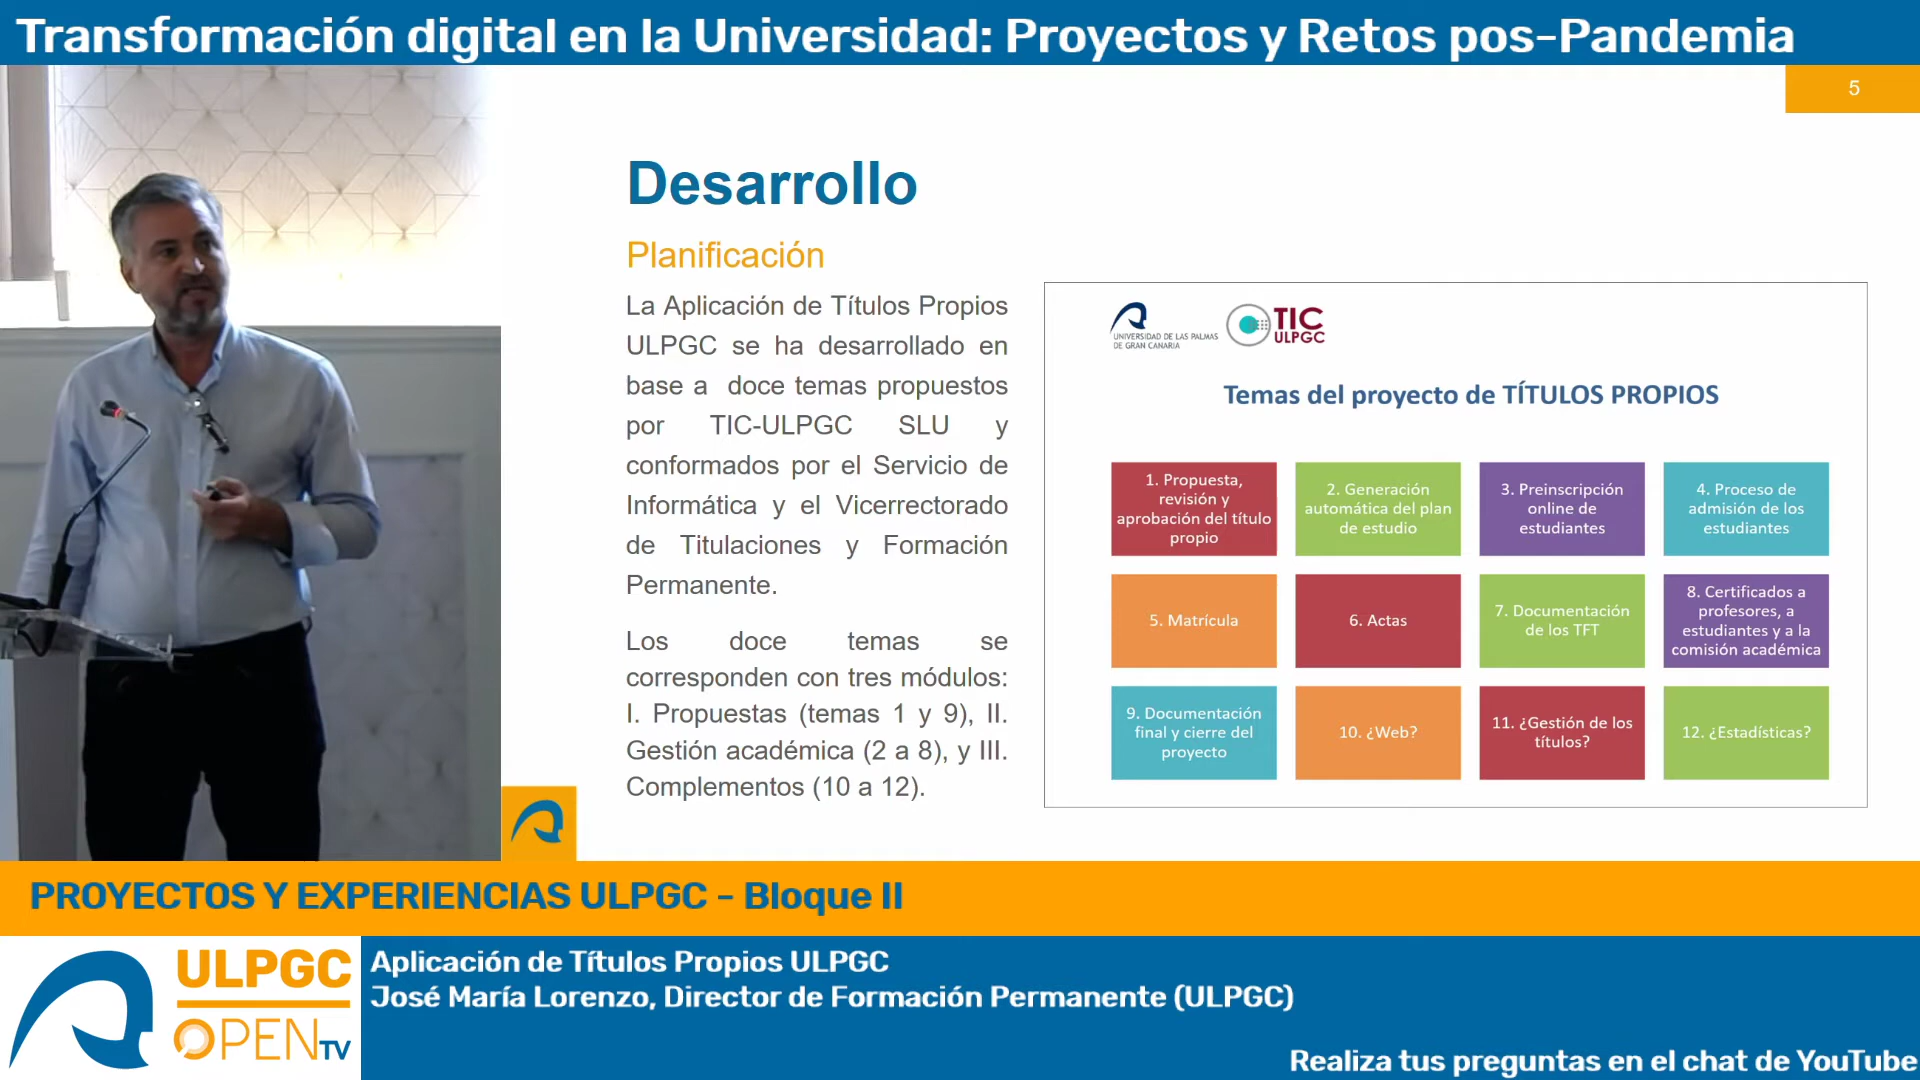 Transformación digital en la Universidad: Proyectos y Retos pos-Pandemia
5
Desarrollo
Planificación
La Aplicación de Títulos Propios
ULPGC se ha desarrollado en
base a doce temas propuestos
por TIC-ULPGC SLU y
conformados por el Servicio de
Informática y el Vicerrectorado
de Titulaciones y Formación
Permanente.
Los doce temas se
corresponden con tres módulos:
I. Propuestas (temas 1 y 9), II.
Gestión académica (2 a 8), y III.
Complementos (10 a 12).
UNIVERSIDAD DE LAS PALMAS
DE GRAN CANARIA
TIC
ULPGC
Temas del proyecto de TÍTULOS PROPIOS
1. Propuesta,
revisión y
aprobación del título
propio
2. Generación
automática del plan
de estudio
3. Preinscripción
online de
estudiantes
4. Proceso de
admisión de los
estudiantes
5. Matrícula
6. Actas
7. Documentación
de los TFT
8. Certificados a
profesores, a
estudiantes y a la
comisión académica
9. Documentación
final y cierre del
proyecto
10. ¿Web?
11. ¿Gestión de los
títulos?
12. ¿Estadísticas?
PROYECTOS Y EXPERIENCIAS ULPGC - Bloque II
ULPGC
OPEN TV
Aplicación de Títulos Propios ULPGC
José María Lorenzo, Director de Formación Permanente (ULPGC)
Realiza tus preguntas en el chat de YouTube